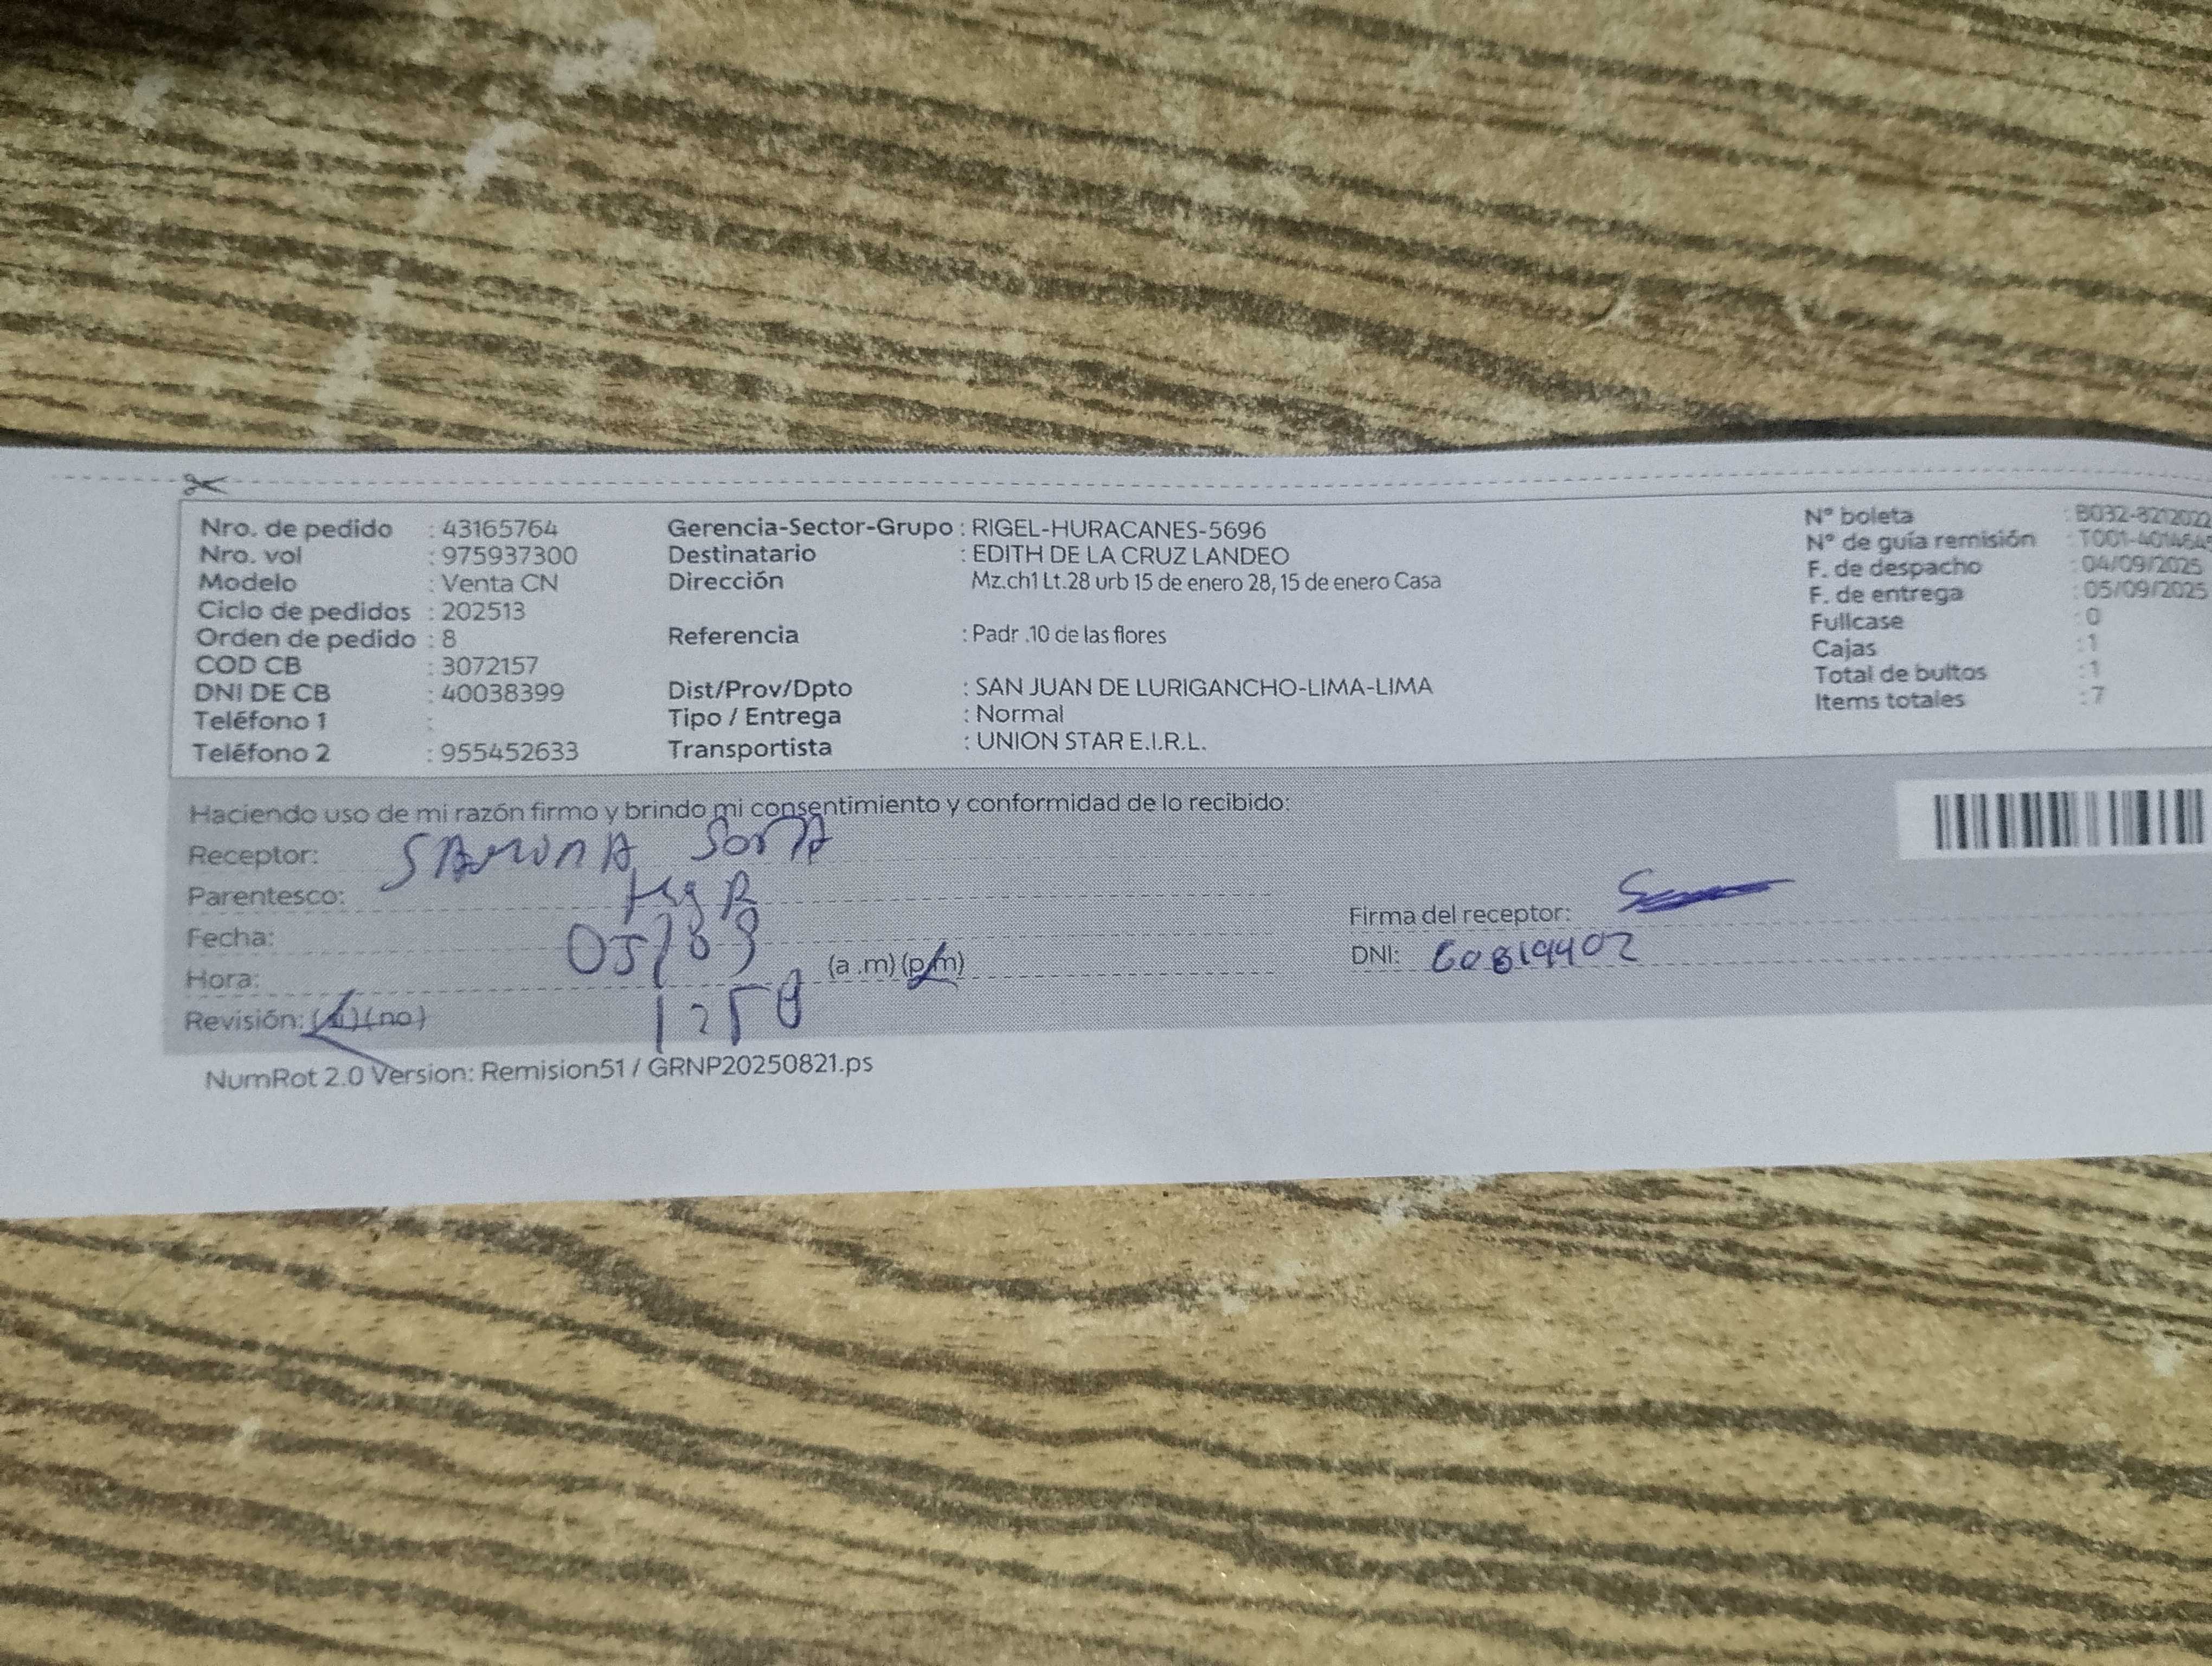 Nro. de pedido : 43165764
Nro. vol : 975937300
Modelo : Venta CN
Ciclo de pedidos : 202513
Orden de pedido : 8
COD CB : 3072157
DNI DE CB : 40038399
Teléfono 1 :
Teléfono 2 : 955452633
Gerencia-Sector-Grupo : RIGEL-HURACANES-5696
Destinatario : EDITH DE LA CRUZ LANDEO
Dirección Mz.ch1 Lt.28 urb 15 de enero 28, 15 de enero Casa
Referencia : Padr .10 de las flores
Dist/Prov/Dpto : SAN JUAN DE LURIGANCHO-LIMA-LIMA
Tipo / Entrega : Normal
Transportista : UNION STAR E.I.R.L.
N° boleta : B032-8212022
N° de guía remisión :
F. de despacho : 04/09/2025
F. de entrega : 05/09/2025
Fullcase : 0
Cajas : 1
Total de bultos : 1
Items totales : 7
Haciendo uso de mi razón firmo y brindo mi consentimiento y conformidad de lo recibido:
Receptor:
Parentesco:
Fecha: 05/09
Hora: 1250 (a .m) (p.m)
Revisión: (si) (no)
Firma del receptor:
DNI: 60819402
NumRot 2.0 Version: Remision51 / GRNP20250821.ps